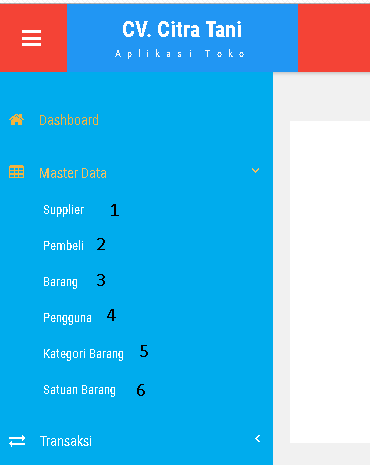 CV. Citra Tani
Aplikasi Toko
Dashboard
Master Data
Supplier 1
Pembeli 2
Barang 3
Pengguna 4
Kategori Barang 5
Satuan Barang 6
Transaksi